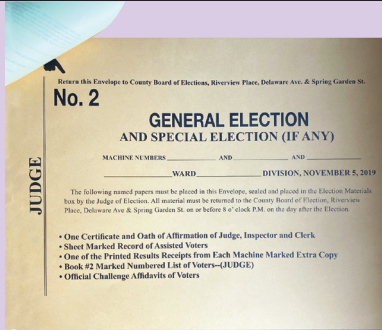 Return this Envelope to County Board of Elections, Riverview Place, Delaware Ave. & Spring Garden St.
No. 2
GENERAL ELECTION
AND SPECIAL ELECTION (IF ANY)
MACHINE NUMBERS ____________ AND ____________ AND ____________
____________ WARD ____________ DIVISION, NOVEMBER 5, 2019
JUDGE
The following named papers must be placed in this Envelope, sealed and placed in the Election Materials
box by the Judge of Election. All material must be returned to the County Board of Election, Riverview
Place, Delaware Ave & Spring Garden St. on or before 8 o' clock P.M. on the day after the Election.
• One Certificate and Oath of Affirmation of Judge, Inspector and Clerk
• Sheet Marked Record of Assisted Voters
• One of the Printed Results Receipts from Each Machine Marked Extra Copy
• Book #2 Marked Numbered List of Voters--(JUDGE)
• Official Challenge Affidavits of Voters